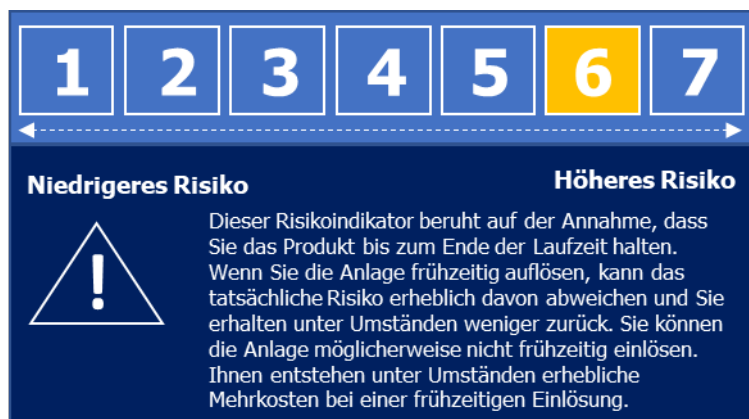 1 2 3 4 5 6 7
Niedrigeres Risiko
Höheres Risiko
!
Dieser Risikoindikator beruht auf der Annahme, dass
Sie das Produkt bis zum Ende der Laufzeit halten.
Wenn Sie die Anlage frühzeitig auflösen, kann das
tatsächliche Risiko erheblich davon abweichen und Sie
erhalten unter Umständen weniger zurück. Sie können
die Anlage möglicherweise nicht frühzeitig einlösen.
Ihnen entstehen unter Umständen erhebliche
Mehrkosten bei einer frühzeitigen Einlösung.